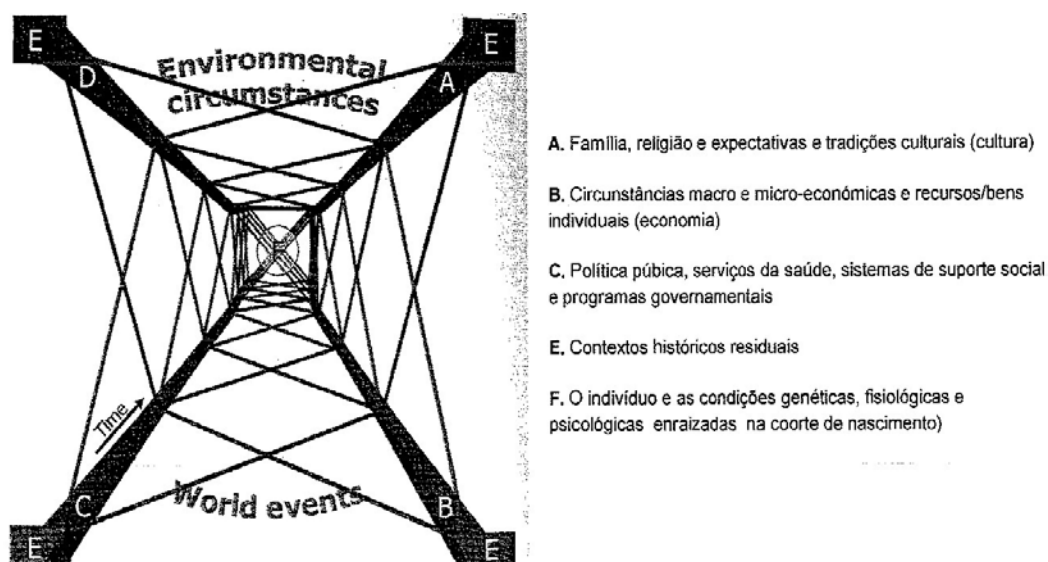 E
E
D
A
Environmental
circumstances
F
Time
C
World events
B
E
E
A. Família, religião e expectativas e tradições culturais (cultura)
B. Circunstâncias macro e micro-económicas e recursos/bens
individuais (economia)
C. Política púbica, serviços da saúde, sistemas de suporte social
e programas governamentais
E. Contextos históricos residuais
F. O indivíduo e as condições genéticas, fisiológicas e
psicológicas enraizadas na coorte de nascimento)